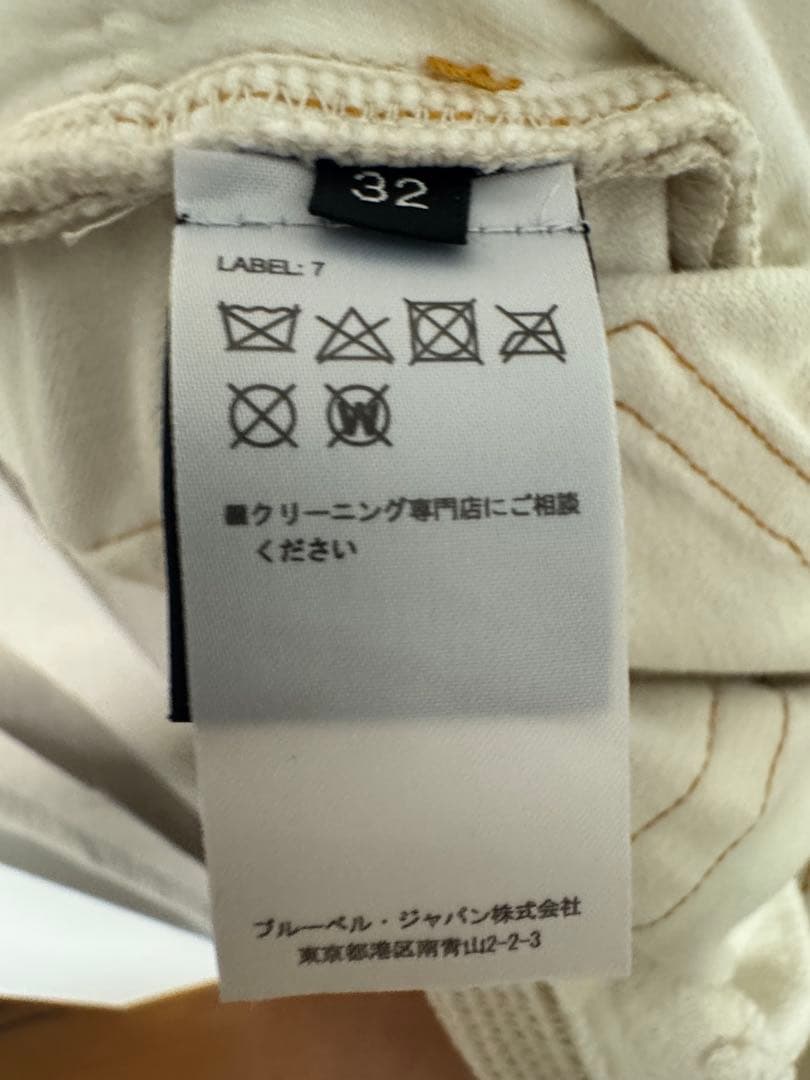 32
LABEL: 7
W
■クリーニング専門店にご相談
ください
ブルーベル・ジャパン株式会社
東京都港区南青山2-2-3